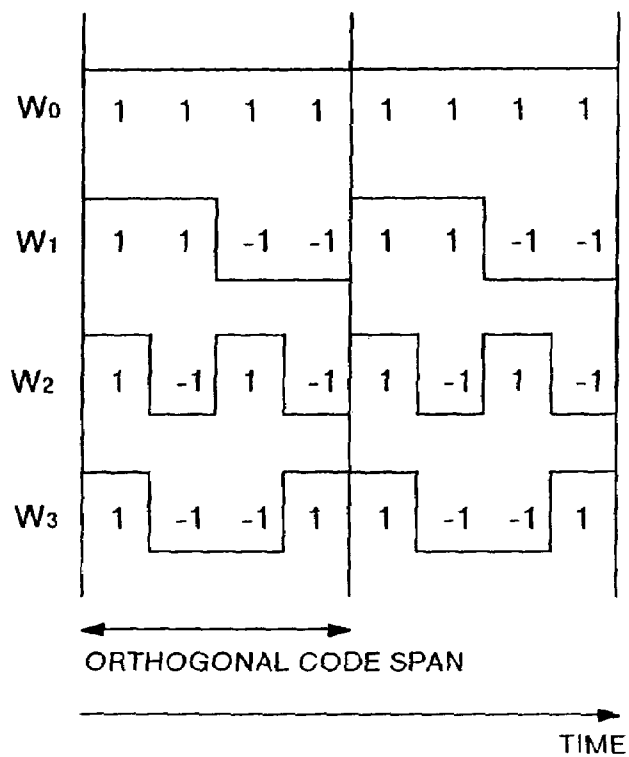 W0 1 1 1 1 1 1 1 1
W1 1 1 -1 -1 1 1 -1 -1
W2 1 -1 1 -1 1 -1 1 -1
W3 1 -1 -1 1 1 -1 -1 1
ORTHOGONAL CODE SPAN
TIME